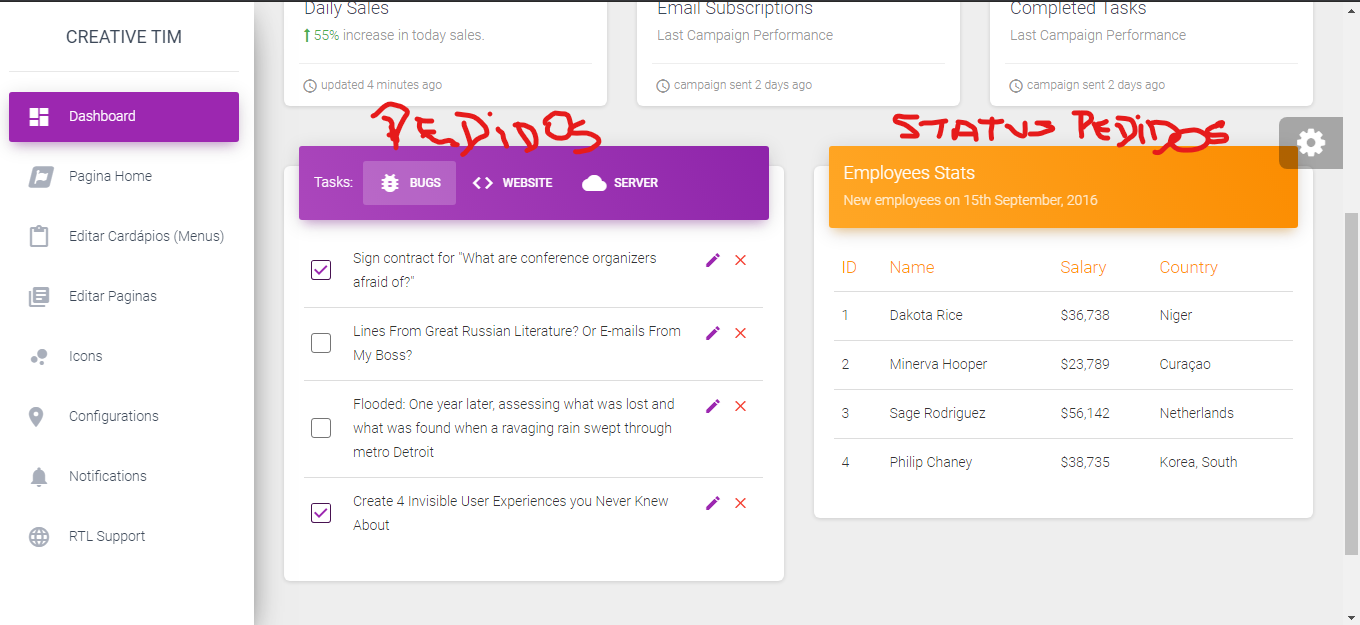 CREATIVE TIM
Dashboard
Pagina Home
Editar Cardápios (Menus)
Editar Paginas
Icons
Configurations
Notifications
RTL Support
Daily Sales
55% increase in today sales.
updated 4 minutes ago
Email Subscriptions
Last Campaign Performance
campaign sent 2 days ago
Completed Tasks
Last Campaign Performance
campaign sent 2 days ago
PEDiDOS
Tasks: BUGS WEBSITE SERVER
Sign contract for "What are conference organizers
afraid of?"
Lines From Great Russian Literature? Or E-mails From
My Boss?
Flooded: One year later, assessing what was lost and
what was found when a ravaging rain swept through
metro Detroit
Create 4 Invisible User Experiences you Never Knew
About
STATUS PEDiDOS
Employees Stats
New employees on 15th September, 2016
ID Name Salary Country
1 Dakota Rice $36,738 Niger
2 Minerva Hooper $23,789 Curaçao
3 Sage Rodriguez $56,142 Netherlands
4 Philip Chaney $38,735 Korea, South